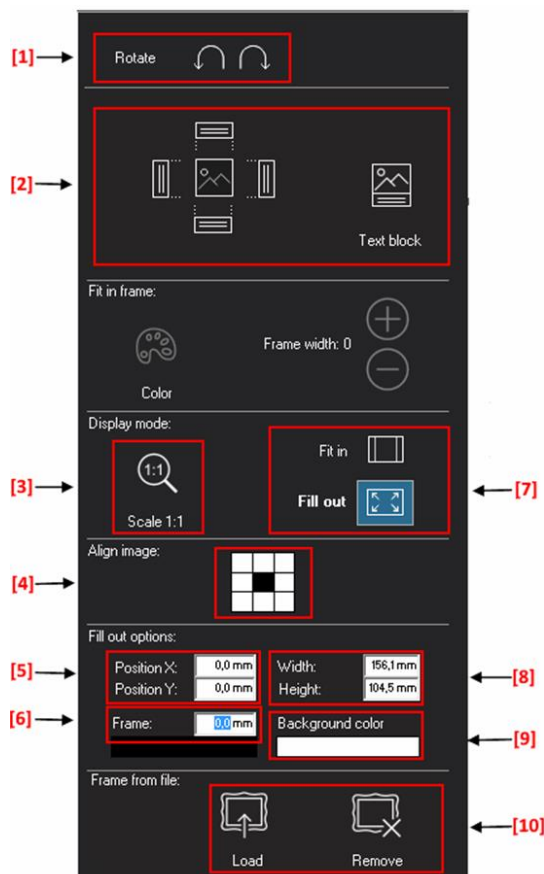 [1]
Rotate
[2]
Text block
Fit in frame:
Frame width: 0
Color
Display mode:
[3]
1:1
Scale 1:1
Fit in
Fill out
[7]
Align image:
[4]
Fill out options:
[5]
Position X: 0,0 mm
Position Y: 0,0 mm
Width: 156,1 mm
Height: 104,5 mm
[8]
[6]
Frame: 0,0 mm
Background color
[9]
Frame from file:
Load
Remove
[10]